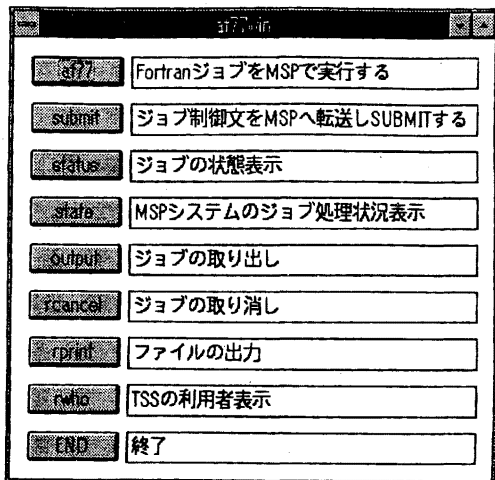 af77win
af77 FortranジョブをMSPで実行する
submit ジョブ制御文をMSPへ転送しSUBMITする
status ジョブの状態表示
state MSPシステムのジョブ処理状況表示
output ジョブの取り出し
rcancel ジョブの取り消し
rprint ファイルの出力
rwho TSSの利用者表示
END 終了